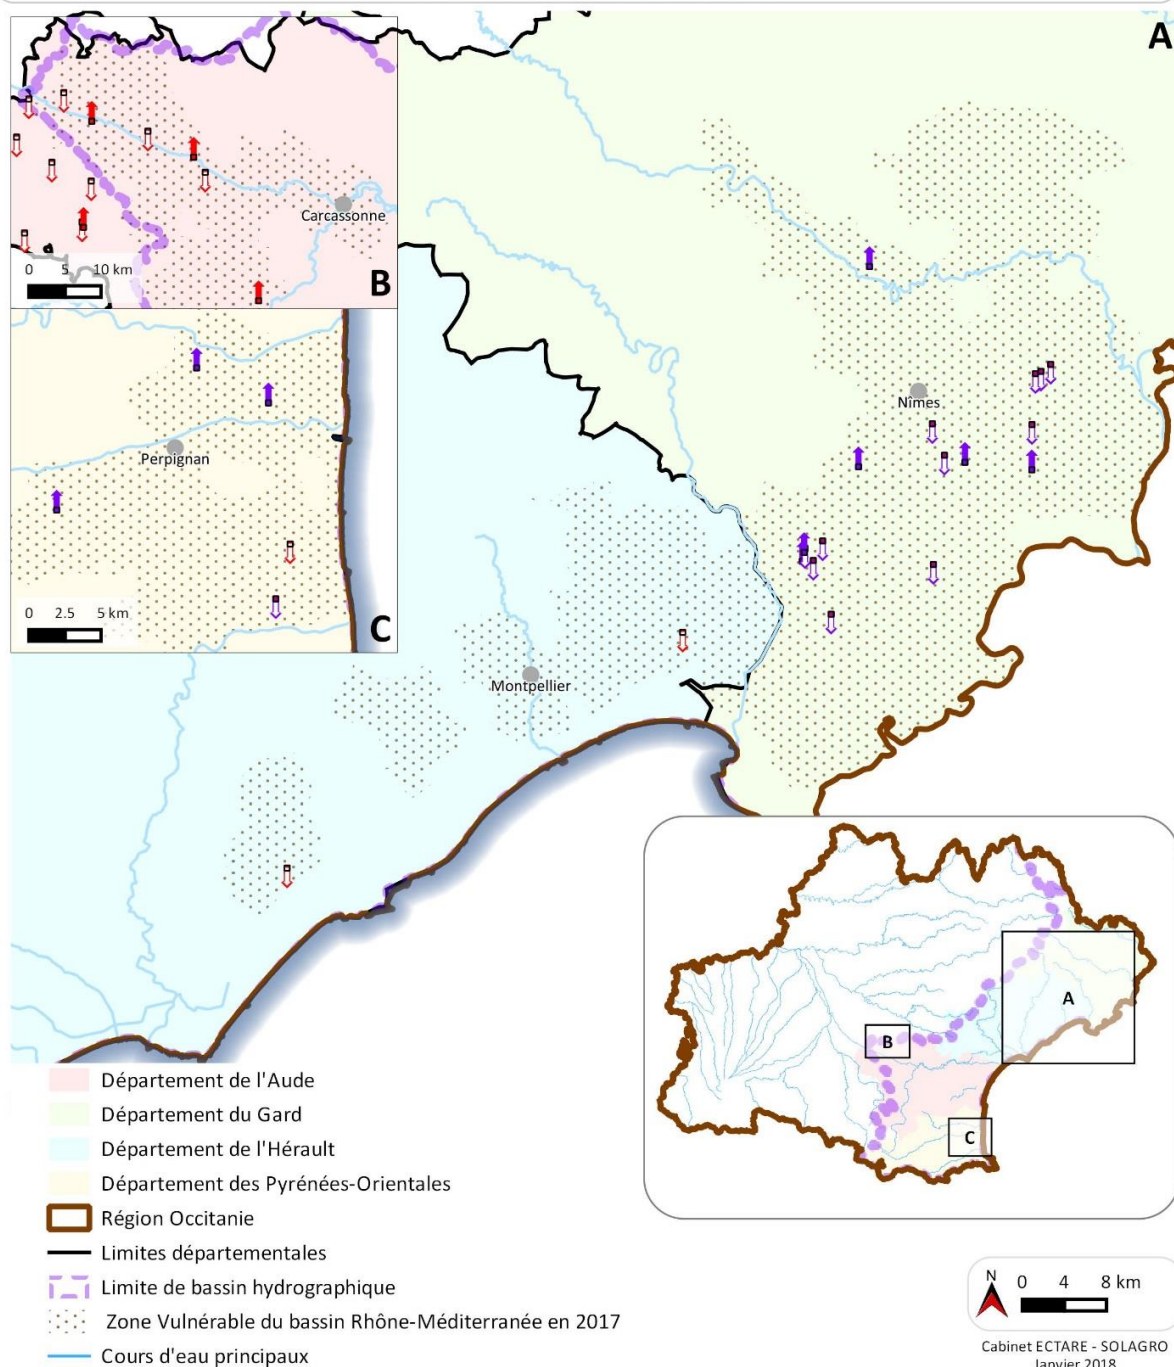 A
Carcassonne
0 5 10 km
B
Nîmes
Perpignan
0 2.5 5 km
C
Montpellier
A
B
C
Département de l'Aude
Département du Gard
Département de l'Hérault
Département des Pyrénées-Orientales
Région Occitanie
Limites départementales
Limite de bassin hydrographique
Zone Vulnérable du bassin Rhône-Méditerranée en 2017
Cours d'eau principaux
N
0 4 8 km
Cabinet ECTARE - SOLAGRO
Janvier 2018